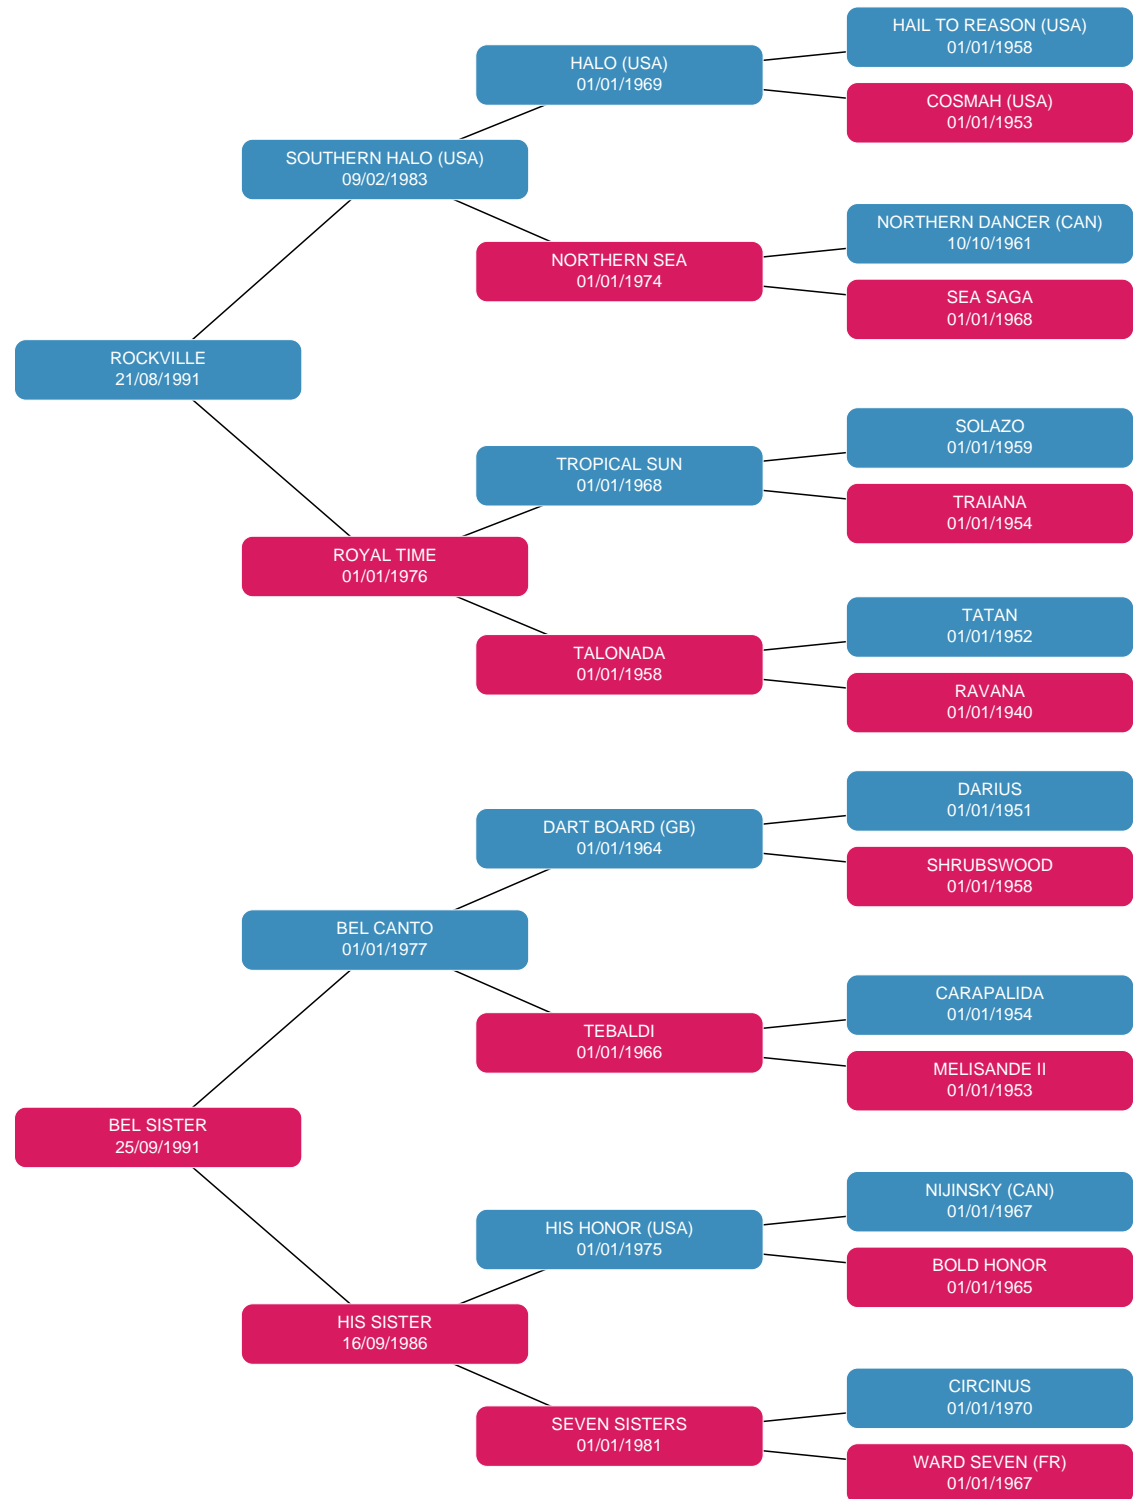 HAIL TO REASON (USA)
01/01/1958
HALO (USA)
01/01/1969
COSMAH (USA)
01/01/1953
SOUTHERN HALO (USA)
09/02/1983
NORTHERN DANCER (CAN)
10/10/1961
NORTHERN SEA
01/01/1974
SEA SAGA
01/01/1968
ROCKVILLE
21/08/1991
SOLAZO
01/01/1959
TROPICAL SUN
01/01/1968
TRAIANA
01/01/1954
ROYAL TIME
01/01/1976
TATAN
01/01/1952
TALONADA
01/01/1958
RAVANA
01/01/1940
DARIUS
01/01/1951
DART BOARD (GB)
01/01/1964
SHRUBSWOOD
01/01/1958
BEL CANTO
01/01/1977
CARAPALIDA
01/01/1954
TEBALDI
01/01/1966
MELISANDE II
01/01/1953
BEL SISTER
25/09/1991
NIJINSKY (CAN)
01/01/1967
HIS HONOR (USA)
01/01/1975
BOLD HONOR
01/01/1965
HIS SISTER
16/09/1986
CIRCINUS
01/01/1970
SEVEN SISTERS
01/01/1981
WARD SEVEN (FR)
01/01/1967